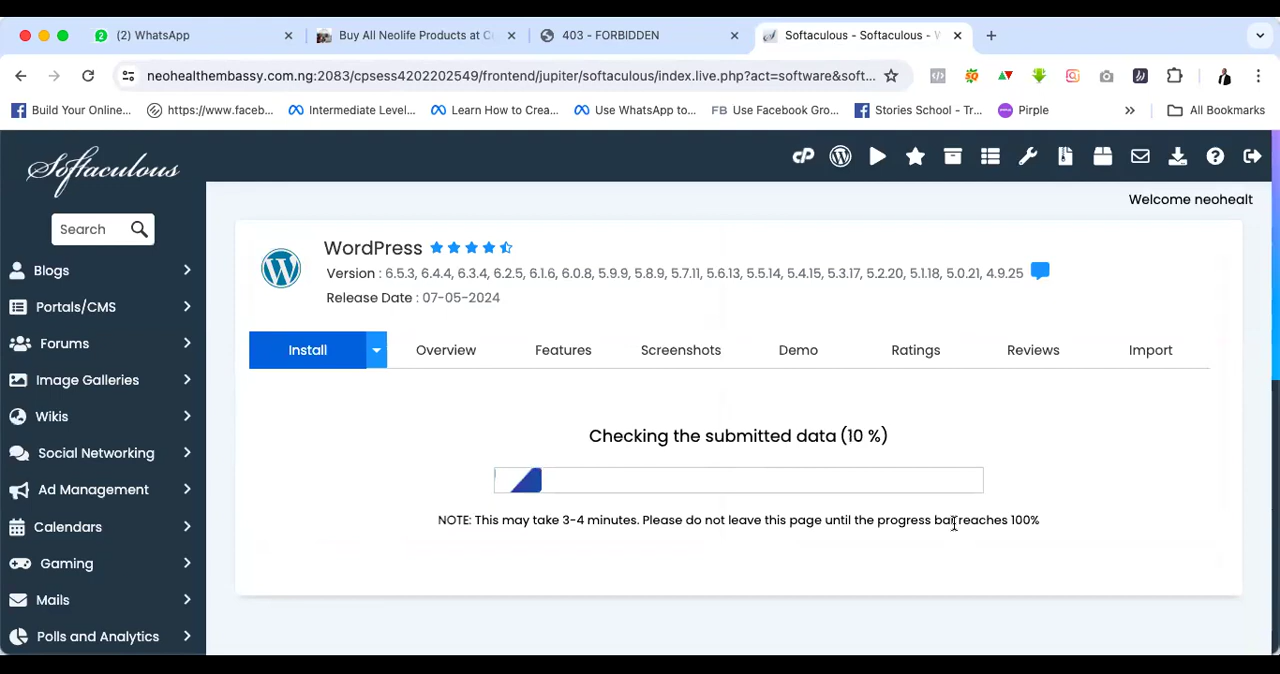 (2) WhatsApp
Buy All Neolife Products at C
403 - FORBIDDEN
Softaculous - Softaculous -
neohealthembassy.com.ng:2083/cpsess4202202549/frontend/jupiter/softaculous/index.live.php?act=software&soft...
Build Your Online...
https://www.faceb...
Intermediate Level...
Learn How to Crea...
Use WhatsApp to...
FB Use Facebook Gro...
Stories School - Tr...
Pirple
» All Bookmarks
Softaculous
cP
Welcome neohealt
Search
Blogs
Portals/CMS
Forums
Image Galleries
Wikis
Social Networking
Ad Management
Calendars
Gaming
Mails
Polls and Analytics
WordPress
Version : 6.5.3, 6.4.4, 6.3.4, 6.2.5, 6.1.6, 6.0.8, 5.9.9, 5.8.9, 5.7.11, 5.6.13, 5.5.14, 5.4.15, 5.3.17, 5.2.20, 5.1.18, 5.0.21, 4.9.25
Release Date : 07-05-2024
Install
Overview
Features
Screenshots
Demo
Ratings
Reviews
Import
Checking the submitted data (10 %)
NOTE: This may take 3-4 minutes. Please do not leave this page until the progress bar reaches 100%